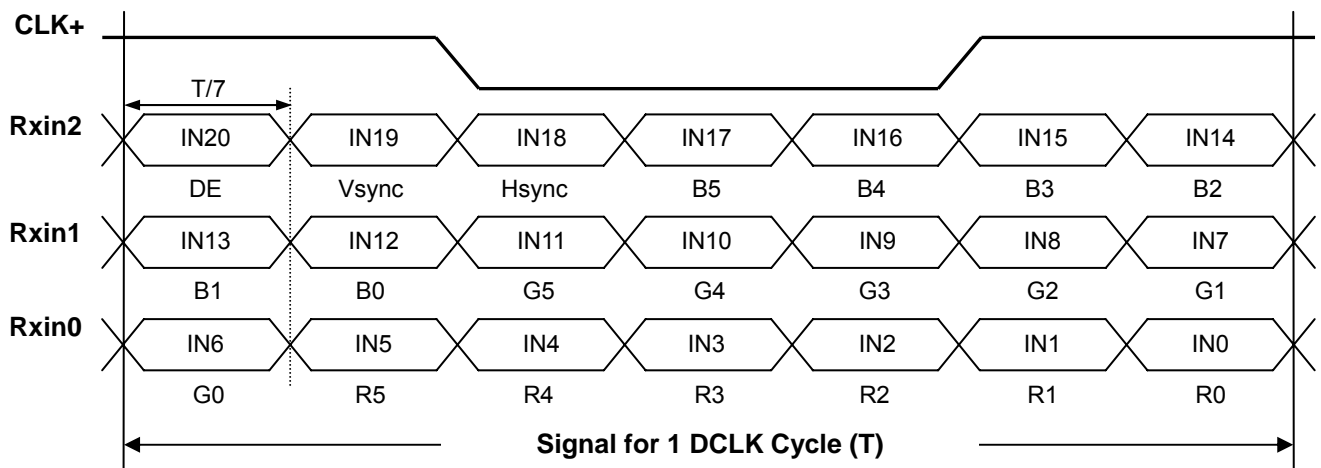 CLK+
T/7
Rxin2 IN20 IN19 IN18 IN17 IN16 IN15 IN14
DE Vsync Hsync B5 B4 B3 B2
Rxin1 IN13 IN12 IN11 IN10 IN9 IN8 IN7
B1 B0 G5 G4 G3 G2 G1
Rxin0 IN6 IN5 IN4 IN3 IN2 IN1 IN0
G0 R5 R4 R3 R2 R1 R0
Signal for 1 DCLK Cycle (T)